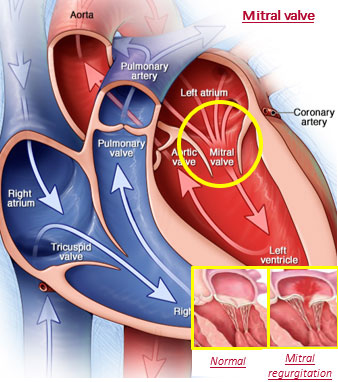 Mitral valve
Aorta
Pulmonary
artery
Left atrium
Coronary
artery
Pulmonary
valve
Aortic
valve
Mitral
valve
Right
atrium
Tricuspid
valve
Left
ventricle
Right
Normal
Mitral
regurgitation